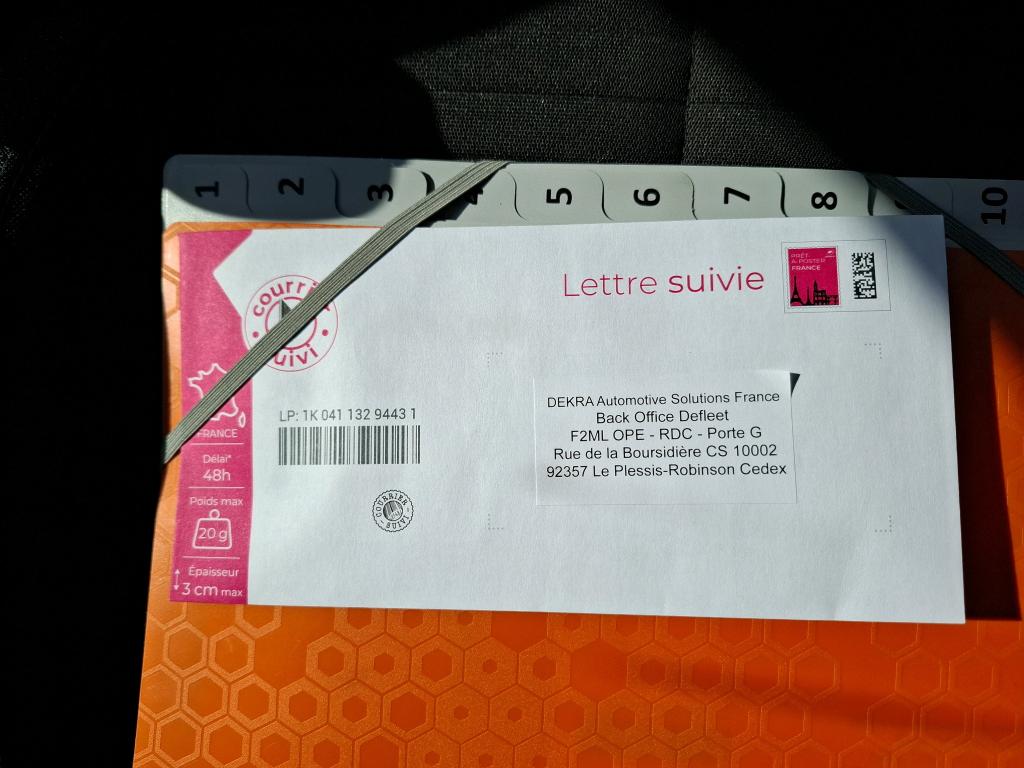 1 2 3 4 5 6 7 8 10
Lettre suivie
PRÊT-
À-POSTER
FRANCE
courrier
suivi
LP: 1K 041 132 9443 1
COURRIER
SUIVI
DEKRA Automotive Solutions France
Back Office Defleet
F2ML OPE - RDC - Porte G
Rue de la Boursidière CS 10002
92357 Le Plessis-Robinson Cedex
FRANCE
Délai*
48h
Poids max
20 g
Épaisseur
3 cm max